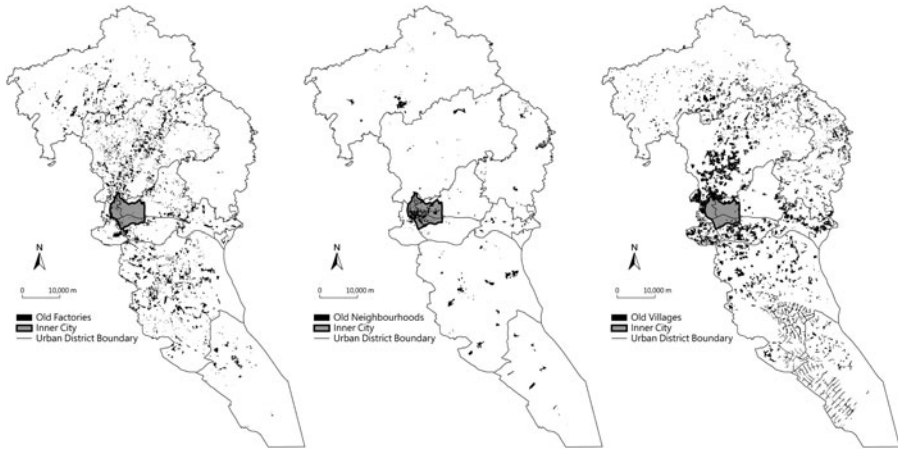 N
0 10,000 m
Old Factories
Inner City
Urban District Boundary
N
0 10,000 m
Old Neighbourhoods
Inner City
Urban District Boundary
N
0 10,000 m
Old Villages
Inner City
Urban District Boundary